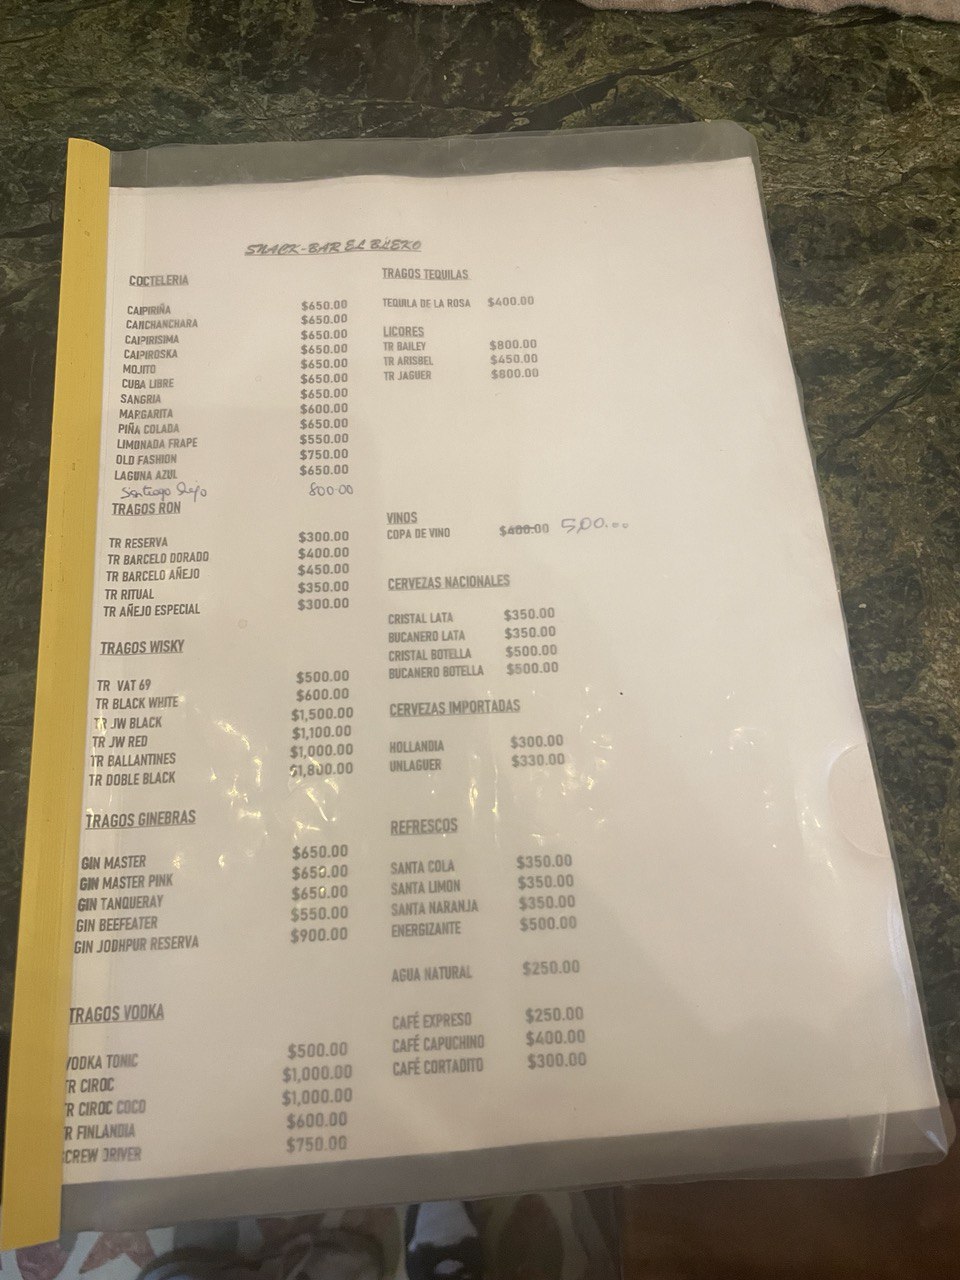 SNACK-BAR EL
COCTELERIA
CAIPIRIÑA $650.00
CANCHANCHARA $650.00
CAIPIRISIMA $650.00
CAIPIROSKA $650.00
MOJITO $650.00
CUBA LIBRE $650.00
SANGRIA $650.00
MARGARITA $600.00
PIÑA COLADA $650.00
LIMONADA FRAPE $550.00
OLD FASHION $750.00
LAGUNA AZUL $650.00
Santiago 800.00
TRAGOS RON
TR RESERVA $300.00
TR BARCELO DORADO $400.00
TR BARCELO AÑEJO $450.00
TR RITUAL $350.00
TR AÑEJO ESPECIAL $300.00
TRAGOS WISKY
TR VAT 69 $500.00
TR BLACK WHITE $600.00
TR JW BLACK $1,500.00
TR JW RED $1,100.00
TR BALLANTINES $1,000.00
TR DOBLE BLACK $1,800.00
TRAGOS GINEBRAS
GIN MASTER $650.00
GIN MASTER PINK $650.00
GIN TANQUERAY $650.00
GIN BEEFEATER $550.00
GIN JODHPUR RESERVA $900.00
TRAGOS VODKA
VODKA TONIC $500.00
TR CIROC $1,000.00
TR CIROC COCO $1,000.00
TR FINLANDIA $600.00
CREW DRIVER $750.00
TRAGOS TEQUILAS
TEQUILA DE LA ROSA $400.00
LICORES
TR BAILEY $800.00
TR ARISBEL $450.00
TR JAGUER $800.00
VINOS
COPA DE VINO $400.00 500.00
CERVEZAS NACIONALES
CRISTAL LATA $350.00
BUCANERO LATA $350.00
CRISTAL BOTELLA $500.00
BUCANERO BOTELLA $500.00
CERVEZAS IMPORTADAS
HOLLANDIA $300.00
UNLAGUER $330.00
REFRESCOS
SANTA COLA $350.00
SANTA LIMON $350.00
SANTA NARANJA $350.00
ENERGIZANTE $500.00
AGUA NATURAL $250.00
CAFÉ EXPRESO $250.00
CAFÉ CAPUCHINO $400.00
CAFÉ CORTADITO $300.00